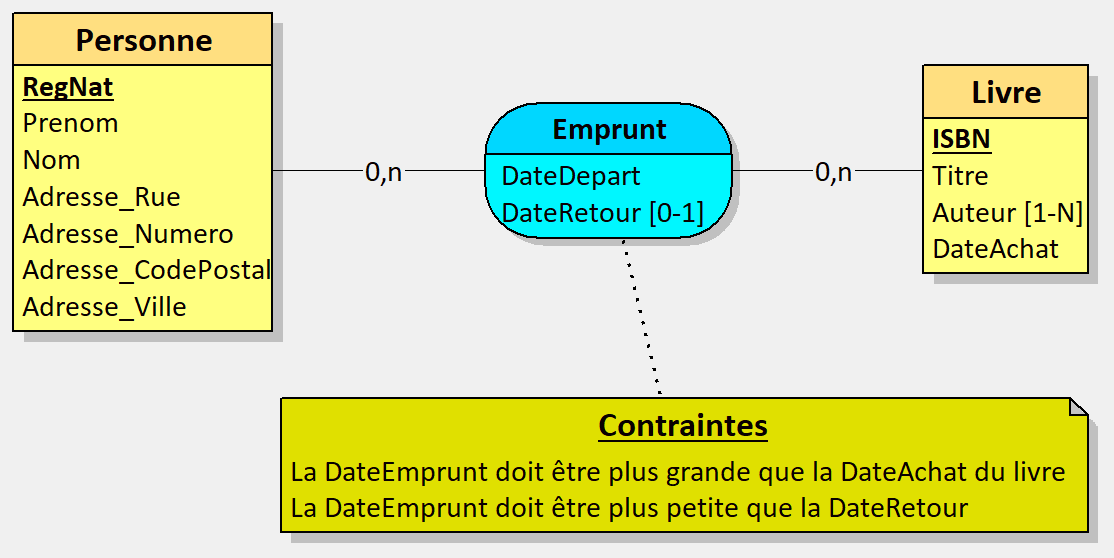 Personne
RegNat
Prenom
Nom
Adresse_Rue
Adresse_Numero
Adresse_CodePostal
Adresse_Ville
0,n
Emprunt
DateDepart
DateRetour [0-1]
0,n
Livre
ISBN
Titre
Auteur [1-N]
DateAchat
Contraintes
La DateEmprunt doit être plus grande que la DateAchat du livre
La DateEmprunt doit être plus petite que la DateRetour